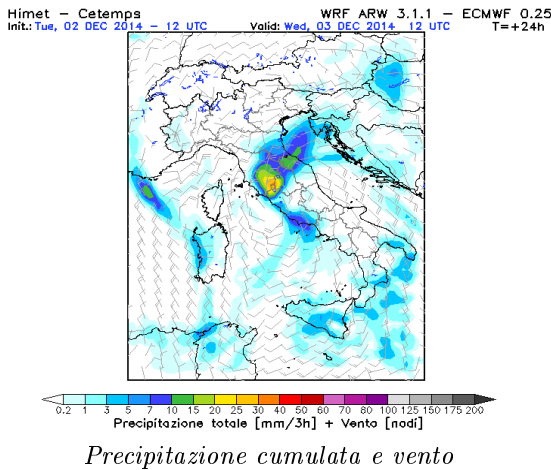 Himet – Cetemps WRF ARW 3.1.1 – ECMWF 0.25
Init.: Tue, 02 DEC 2014 – 12 UTC Valid: Wed, 03 DEC 2014 12 UTC T=+24h
0.2 1 3 5 7 10 15 20 25 30 40 50 60 70 80 100 125 150 175 200
Precipitazione totale [mm/3h] + Vento [nodi]
Precipitazione cumulata e vento